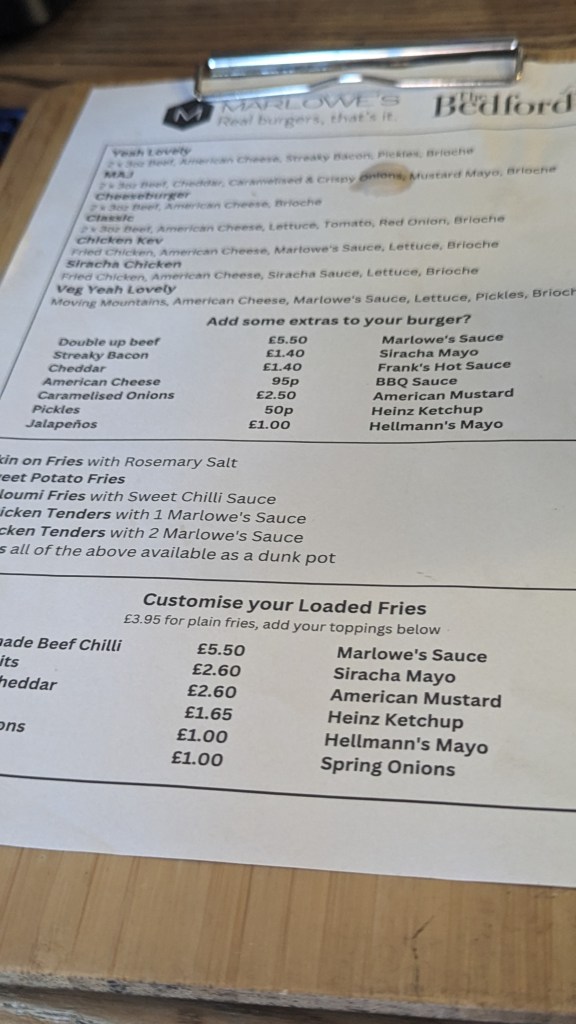 M MARLOWE'S The Bedford
Real burgers, that's it.
Yeah Lovely
2 x 3oz Beef, American Cheese, Streaky Bacon, Pickles, Brioche
MAJ
2 x 3oz Beef, Cheddar, Caramelised & Crispy Onions, Mustard Mayo, Brioche
Cheeseburger
2 x 3oz Beef, American Cheese, Brioche
Classic
2 x 3oz Beef, American Cheese, Lettuce, Tomato, Red Onion, Brioche
Chicken Kev
Fried Chicken, American Cheese, Marlowe's Sauce, Lettuce, Brioche
Siracha Chicken
Fried Chicken, American Cheese, Siracha Sauce, Lettuce, Brioche
Veg Yeah Lovely
Moving Mountains, American Cheese, Marlowe's Sauce, Lettuce, Pickles, Brioch
Add some extras to your burger?
Double up beef £5.50 Marlowe's Sauce
Streaky Bacon £1.40 Siracha Mayo
Cheddar £1.40 Frank's Hot Sauce
American Cheese 95p BBQ Sauce
Caramelised Onions £2.50 American Mustard
Pickles 50p Heinz Ketchup
Jalapeños £1.00 Hellmann's Mayo
kin on Fries with Rosemary Salt
eet Potato Fries
loumi Fries with Sweet Chilli Sauce
icken Tenders with 1 Marlowe's Sauce
cken Tenders with 2 Marlowe's Sauce
s all of the above available as a dunk pot
Customise your Loaded Fries
£3.95 for plain fries, add your toppings below
ade Beef Chilli £5.50 Marlowe's Sauce
its £2.60 Siracha Mayo
heddar £2.60 American Mustard
£1.65 Heinz Ketchup
ons £1.00 Hellmann's Mayo
£1.00 Spring Onions